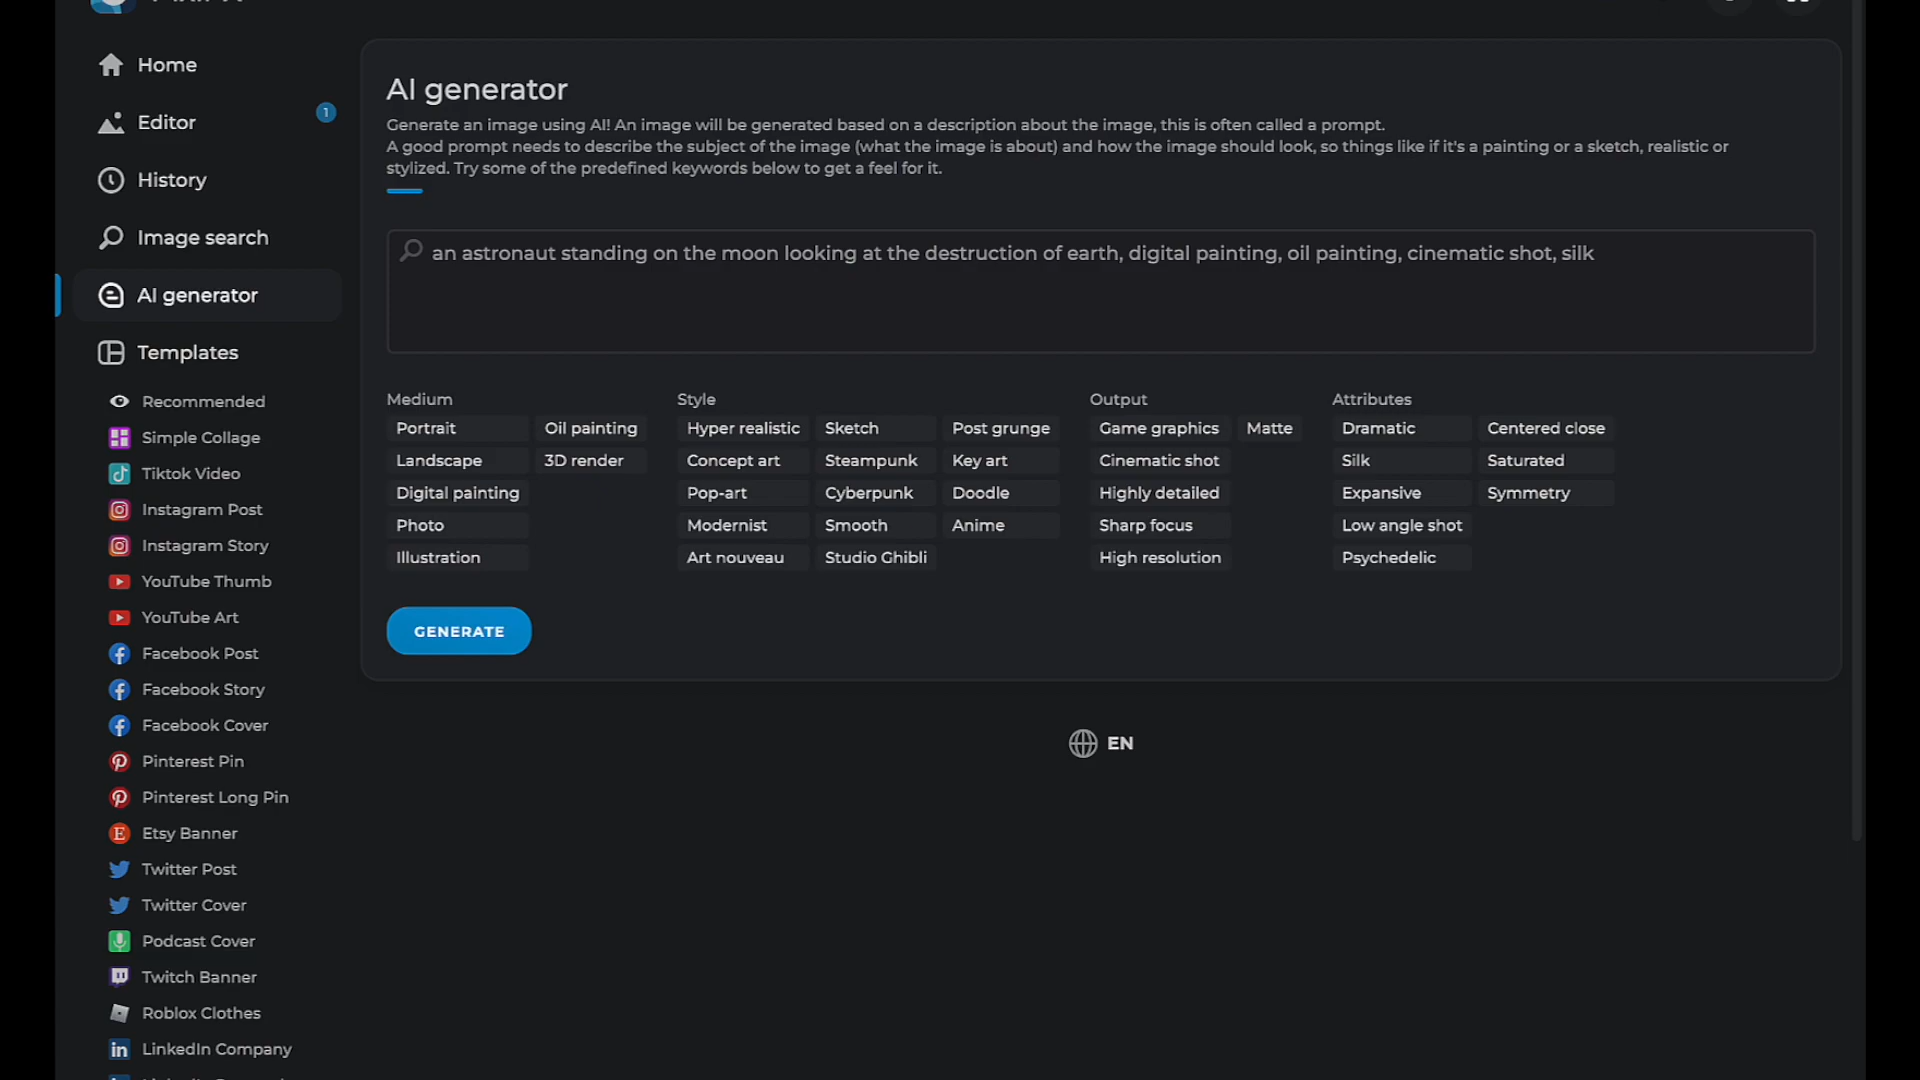 Home
Editor
1
History
Image search
AI generator
Templates
Recommended
Simple Collage
Tiktok Video
Instagram Post
Instagram Story
YouTube Thumb
YouTube Art
Facebook Post
Facebook Story
Facebook Cover
Pinterest Pin
Pinterest Long Pin
Etsy Banner
Twitter Post
Twitter Cover
Podcast Cover
Twitch Banner
Roblox Clothes
LinkedIn Company
AI generator
Generate an image using AI! An image will be generated based on a description about the image, this is often called a prompt.
A good prompt needs to describe the subject of the image (what the image is about) and how the image should look, so things like if it's a painting or a sketch, realistic or
stylized. Try some of the predefined keywords below to get a feel for it.
an astronaut standing on the moon looking at the destruction of earth, digital painting, oil painting, cinematic shot, silk
Medium
Portrait Oil painting
Landscape 3D render
Digital painting
Photo
Illustration
Style
Hyper realistic Sketch Post grunge
Concept art Steampunk Key art
Pop-art Cyberpunk Doodle
Modernist Smooth Anime
Art nouveau Studio Ghibli
Output
Game graphics Matte
Cinematic shot
Highly detailed
Sharp focus
High resolution
Attributes
Dramatic Centered close
Silk Saturated
Expansive Symmetry
Low angle shot
Psychedelic
GENERATE
EN